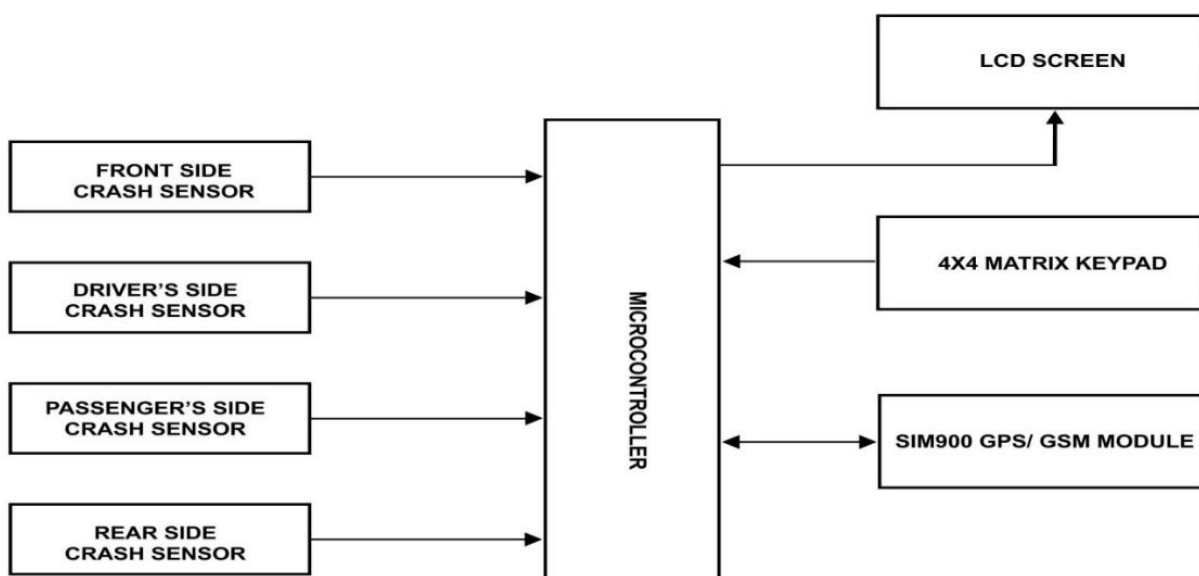 LCD SCREEN
FRONT SIDE
CRASH SENSOR
DRIVER'S SIDE
CRASH SENSOR
4X4 MATRIX KEYPAD
MICROCONTROLLER
PASSENGER'S SIDE
CRASH SENSOR
SIM900 GPS/ GSM MODULE
REAR SIDE
CRASH SENSOR